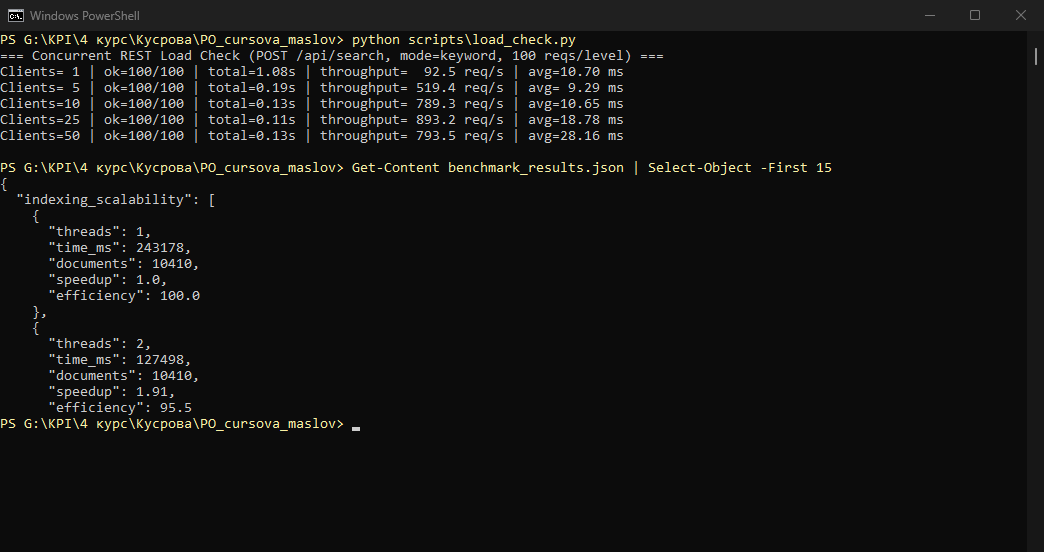 Windows PowerShell
PS G:\KPI\4 курс\Кусрова\PO_cursova_maslov> python scripts\load_check.py
=== Concurrent REST Load Check (POST /api/search, mode=keyword, 100 reqs/level) ===
Clients= 1 | ok=100/100 | total=1.08s | throughput=  92.5 req/s | avg=10.70 ms
Clients= 5 | ok=100/100 | total=0.19s | throughput= 519.4 req/s | avg= 9.29 ms
Clients=10 | ok=100/100 | total=0.13s | throughput= 789.3 req/s | avg=10.65 ms
Clients=25 | ok=100/100 | total=0.11s | throughput= 893.2 req/s | avg=18.78 ms
Clients=50 | ok=100/100 | total=0.13s | throughput= 793.5 req/s | avg=28.16 ms
PS G:\KPI\4 курс\Кусрова\PO_cursova_maslov> Get-Content benchmark_results.json | Select-Object -First 15
{
  "indexing_scalability": [
    {
      "threads": 1,
      "time_ms": 243178,
      "documents": 10410,
      "speedup": 1.0,
      "efficiency": 100.0
    },
    {
      "threads": 2,
      "time_ms": 127498,
      "documents": 10410,
      "speedup": 1.91,
      "efficiency": 95.5
PS G:\KPI\4 курс\Кусрова\PO_cursova_maslov>